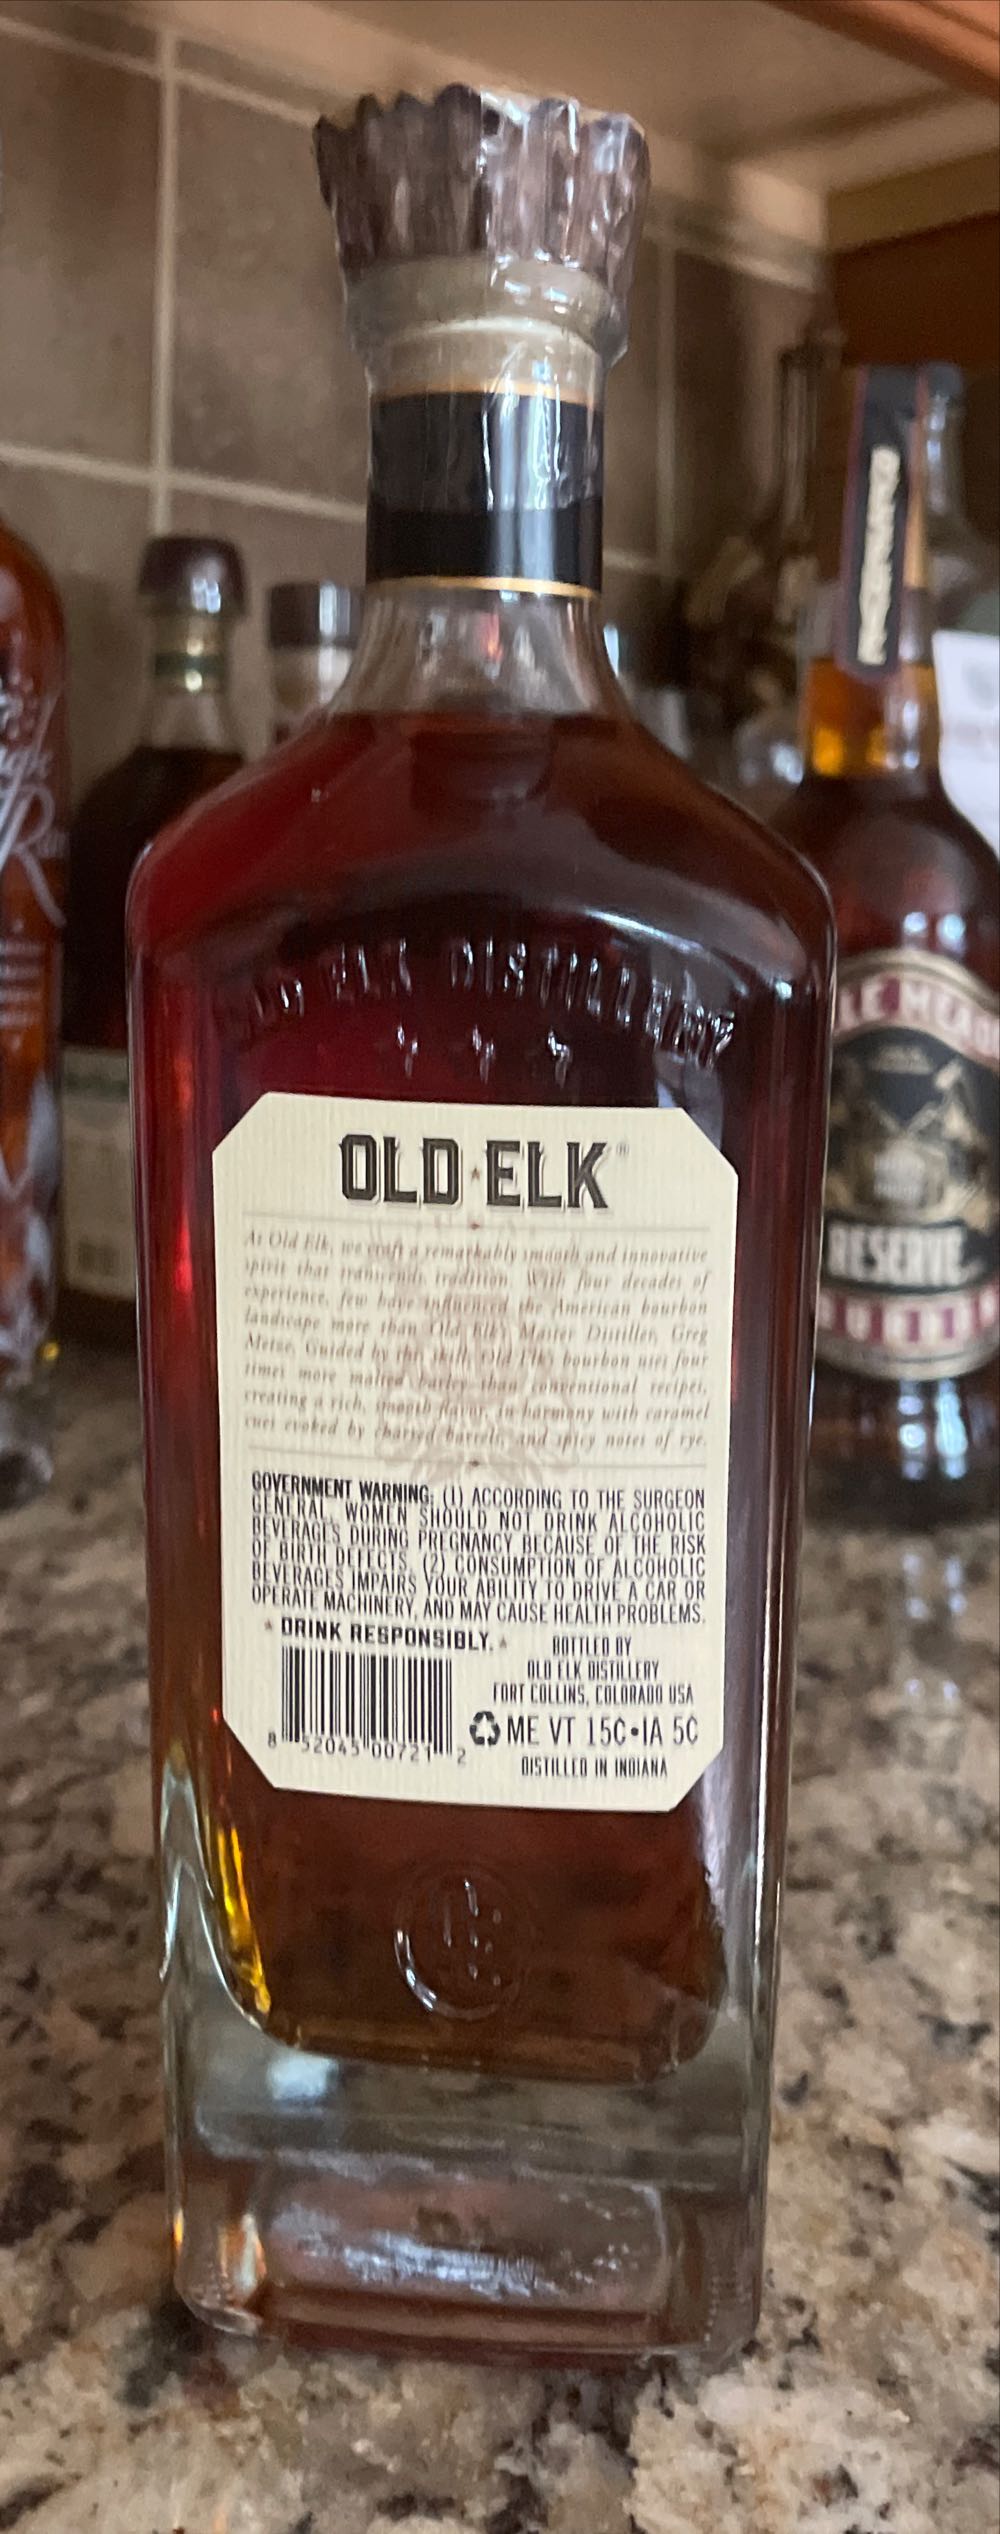 OLD ELK DISTILLERY
OLD ELK®
At Old Elk, we craft a remarkably smooth and innovative
spirit that transcends tradition. With four decades of
experience, few have influenced the American bourbon
landscape more than Old Elk's Master Distiller, Greg
Metze. Guided by this skill, Old Elk's bourbon uses four
times more malted barley than conventional recipes,
creating a rich, smooth flavor, in harmony with caramel
cues evoked by charred barrels, and spicy notes of rye.
GOVERNMENT WARNING: (1) ACCORDING TO THE SURGEON
GENERAL, WOMEN SHOULD NOT DRINK ALCOHOLIC
BEVERAGES DURING PREGNANCY BECAUSE OF THE RISK
OF BIRTH DEFECTS. (2) CONSUMPTION OF ALCOHOLIC
BEVERAGES IMPAIRS YOUR ABILITY TO DRIVE A CAR OR
OPERATE MACHINERY, AND MAY CAUSE HEALTH PROBLEMS.
DRINK RESPONSIBLY.
BOTTLED BY
OLD ELK DISTILLERY
FORT COLLINS, COLORADO USA
ME VT 15C•IA 5C
DISTILLED IN INDIANA
8 52045 00721 2
LE MEAD
RESERVE